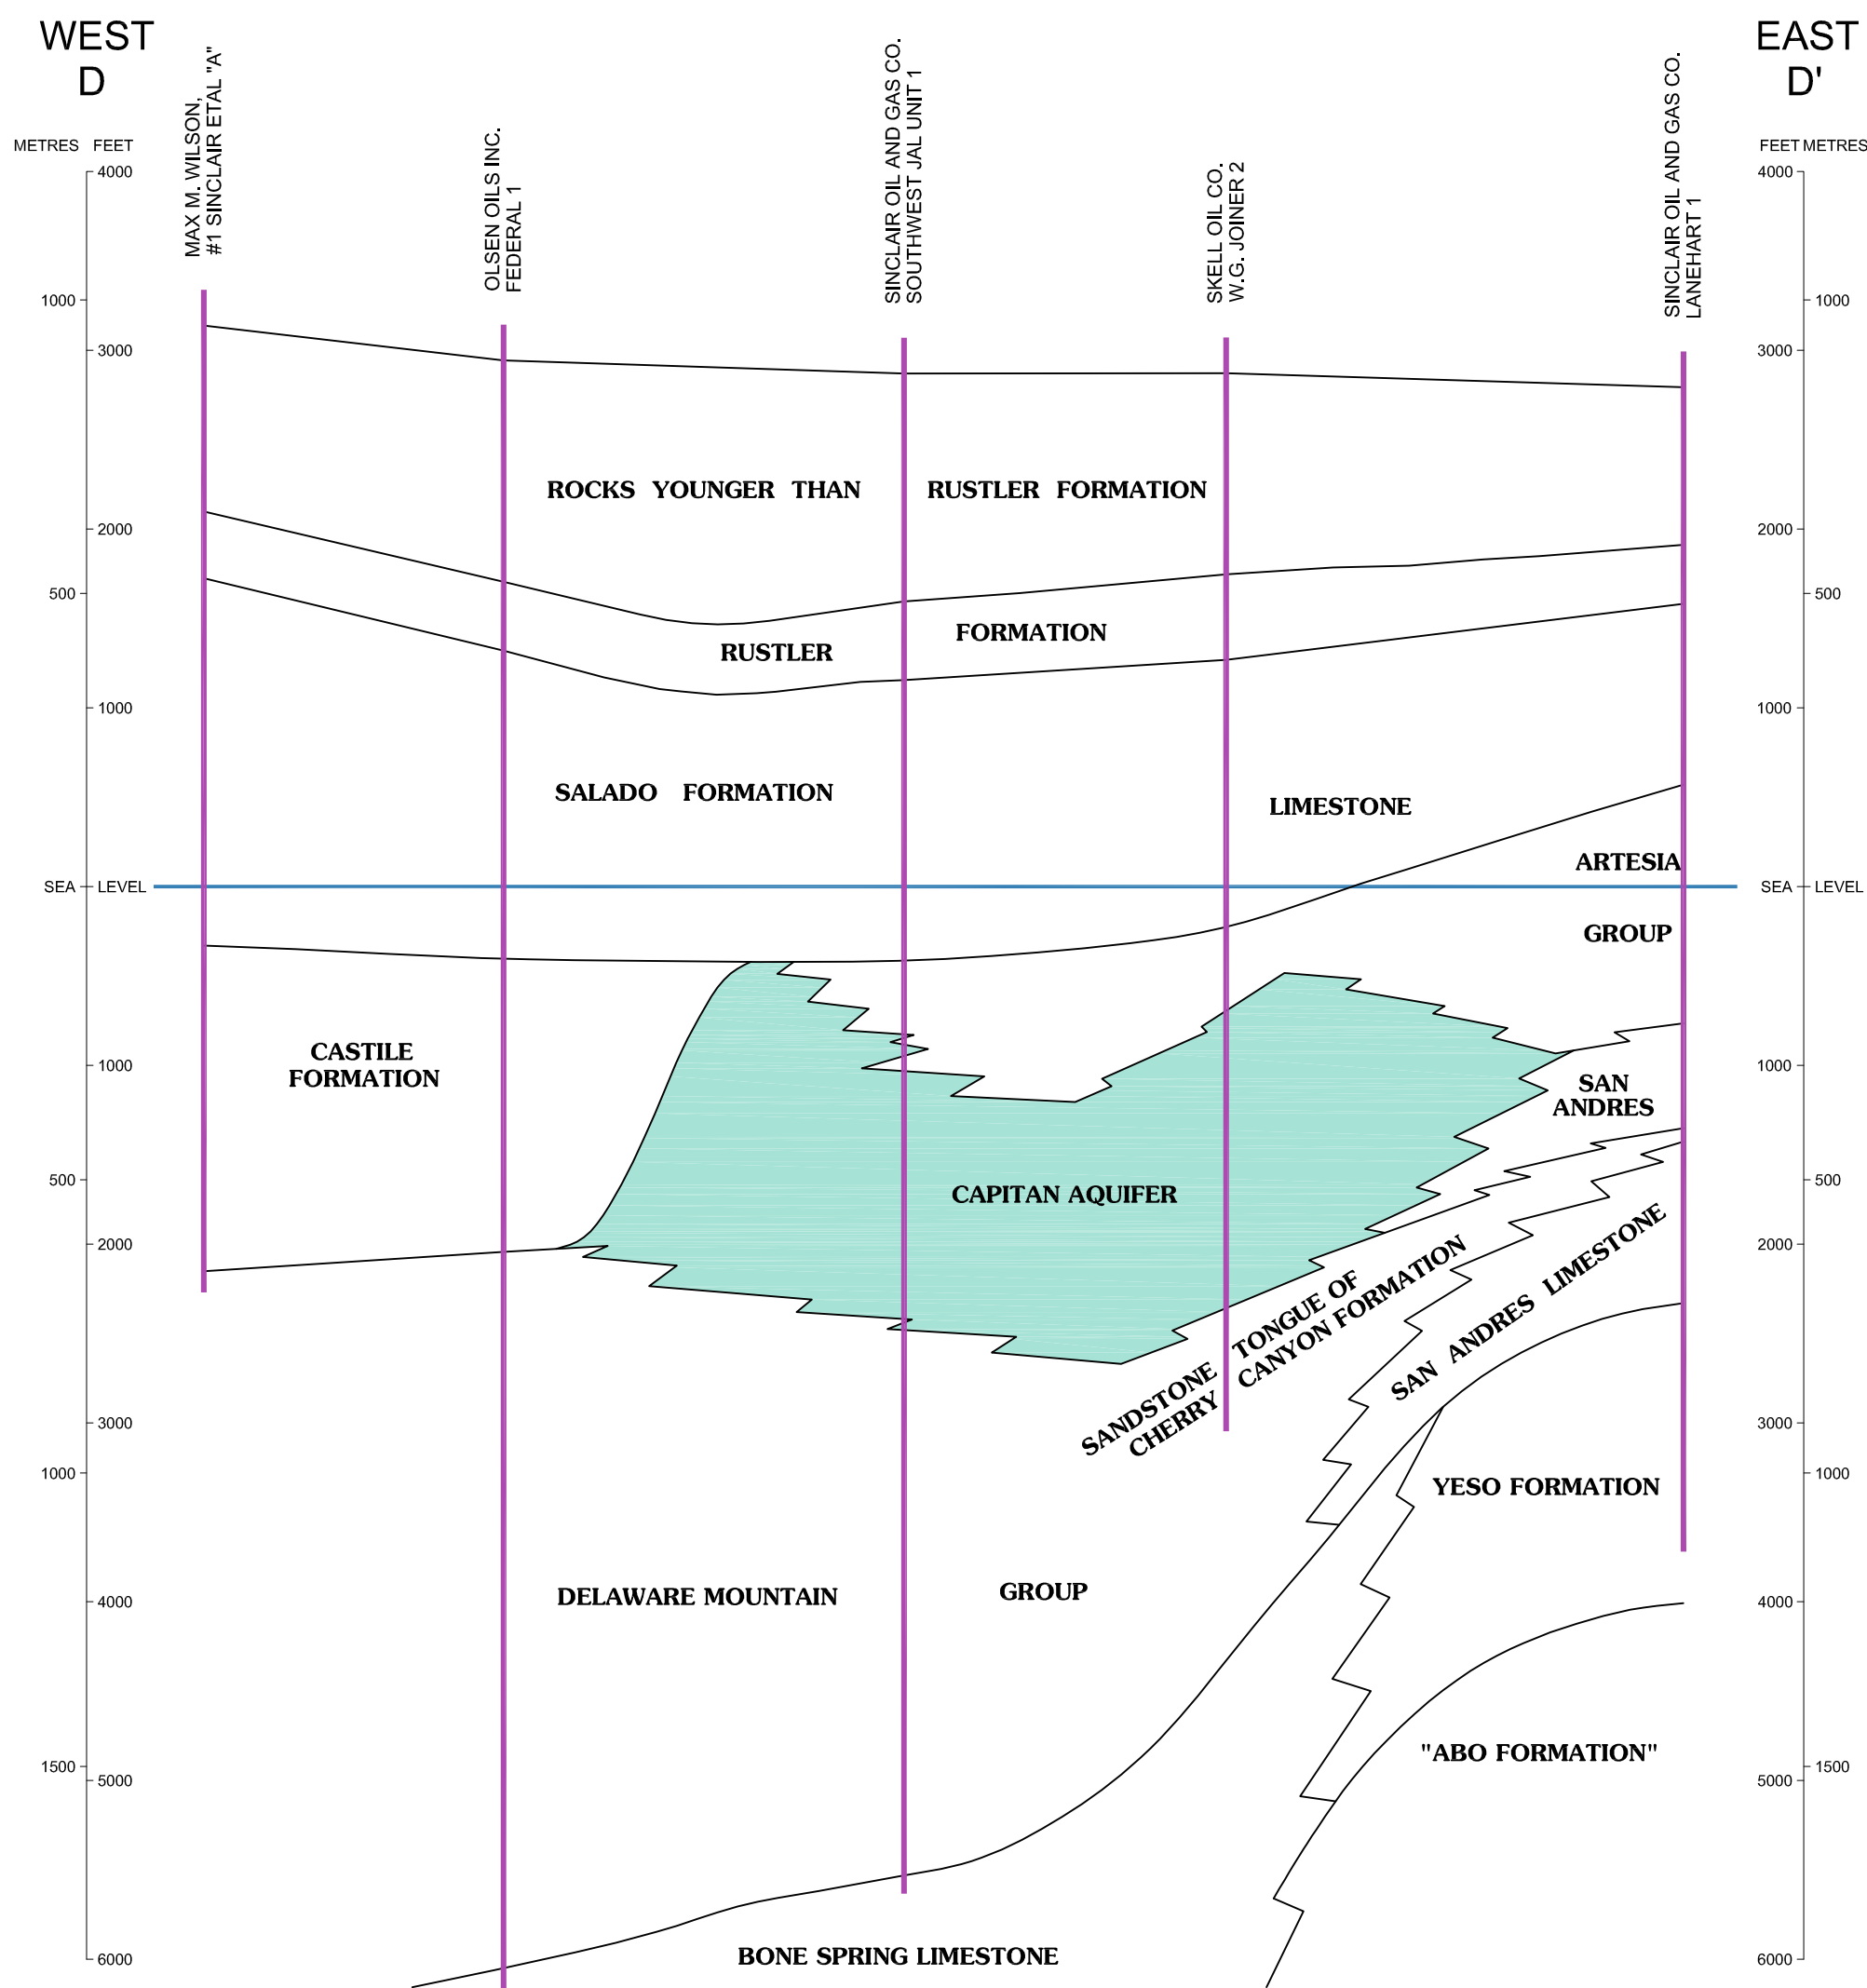 WEST
D
EAST
D'
MAX M. WILSON,
#1 SINCLAIR ETAL "A"
OLSEN OILS INC.
FEDERAL 1
SINCLAIR OIL AND GAS CO.
SOUTHWEST JAL UNIT 1
SKELL OIL CO.
W.G. JOINER 2
SINCLAIR OIL AND GAS CO.
LANEHART 1
METRES FEET
FEET METRES
4000
4000
1000
1000
3000
3000
ROCKS YOUNGER THAN RUSTLER FORMATION
2000
2000
500
500
RUSTLER FORMATION
1000
1000
SALADO FORMATION
LIMESTONE
ARTESIA
GROUP
SEA LEVEL
SEA LEVEL
CASTILE
FORMATION
1000
1000
SAN
ANDRES
500
500
CAPITAN AQUIFER
2000
2000
SANDSTONE TONGUE OF
CHERRY CANYON FORMATION
SAN ANDRES LIMESTONE
3000
3000
1000
1000
YESO FORMATION
DELAWARE MOUNTAIN GROUP
4000
4000
"ABO FORMATION"
1500
1500
5000
5000
BONE SPRING LIMESTONE
6000
6000